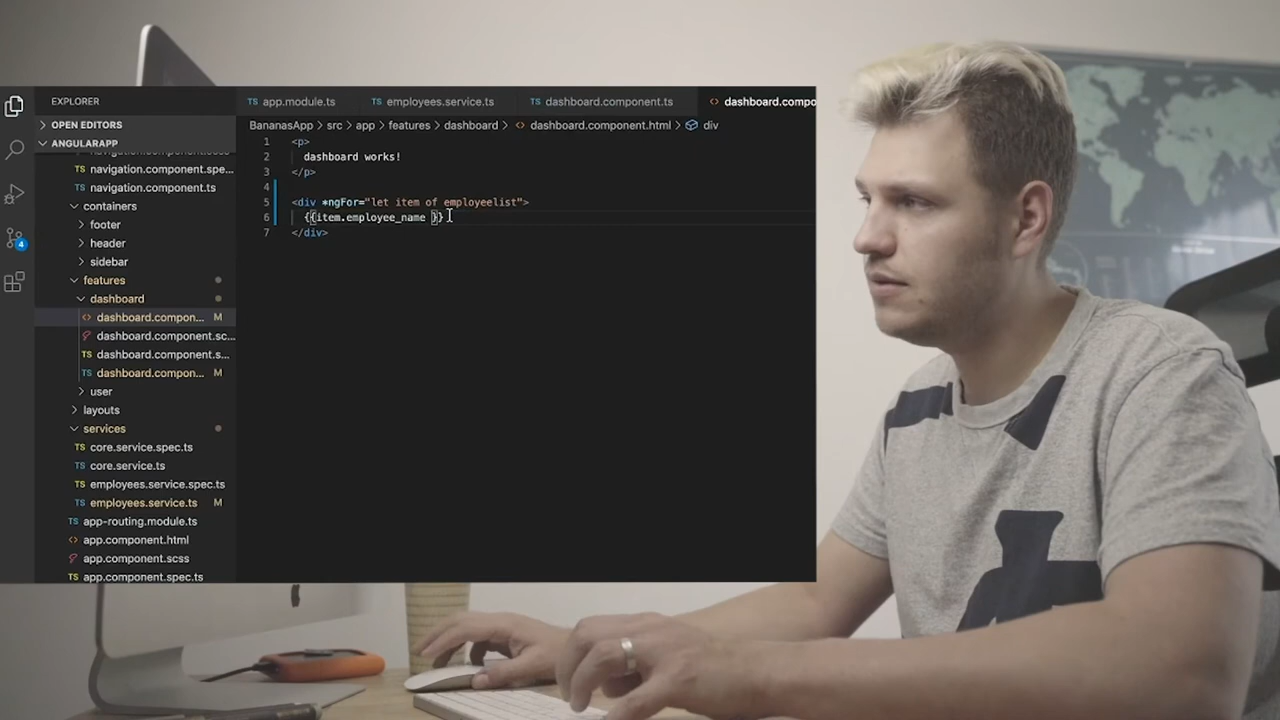 EXPLORER
OPEN EDITORS
ANGULARAPP
navigation.component.spe...
navigation.component.ts
containers
footer
header
sidebar
features
dashboard
dashboard.compon... M
dashboard.component.sc...
dashboard.component.s...
dashboard.compon... M
user
layouts
services
core.service.spec.ts
core.service.ts
employees.service.spec.ts
employees.service.ts M
app-routing.module.ts
app.component.html
app.component.scss
app.component.spec.ts
4
app.module.ts employees.service.ts dashboard.component.ts dashboard.compo
BananasApp > src > app > features > dashboard > dashboard.component.html > div
1 <p>
2 dashboard works!
3 </p>
4
5 <div *ngFor="let item of employeelist">
6 {{item.employee_name }}
7 </div>